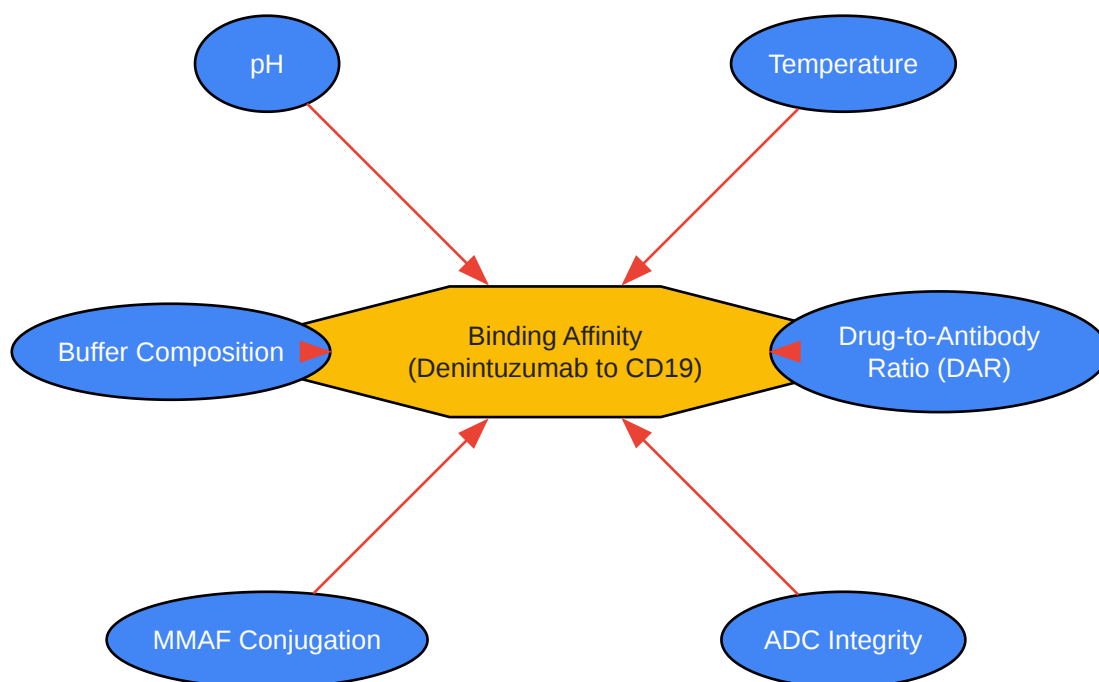 pH
Temperature
Buffer Composition
Binding Affinity
(Denintuzumab to CD19)
Drug-to-Antibody
Ratio (DAR)
MMAF Conjugation
ADC Integrity